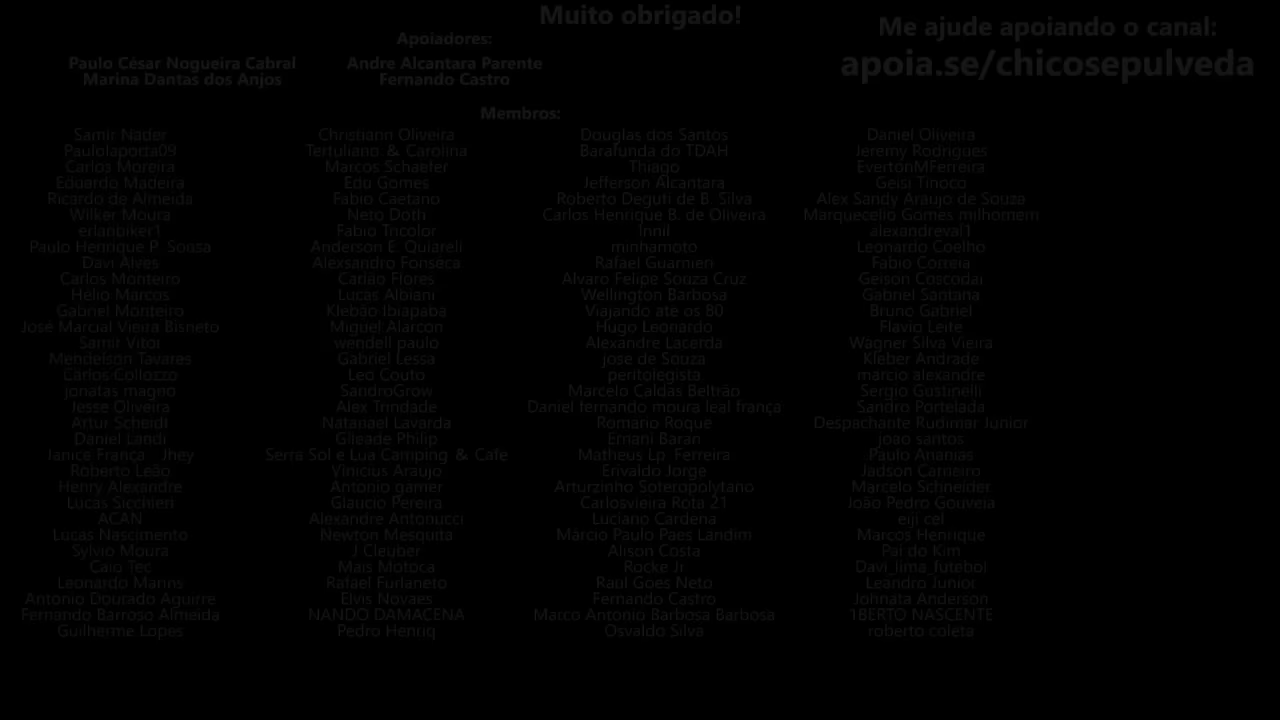 Muito obrigado!
Me ajude apoiando o canal:
apoia.se/chicosepulveda
Apoiadores:
Paulo César Nogueira Cabral
Marina Dantas dos Anjos
Andre Alcantara Parente
Fernando Castro
Membros:
Samir Nader
Paulolaporta09
Carlos Moreira
Eduardo Madeira
Ricardo de Almeida
Wilker Moura
erlanbiker1
Paulo Henrique P. Sousa
Davi Alves
Carlos Monteiro
Hélio Marcos
Gabriel Monteiro
José Marcial Vieira Bisneto
Samir Vitor
Mendelson Tavares
Carlos Collozzo
jonatas magno
Jesse Oliveira
Artur Scheidt
Daniel Landi
Janice França Jhey
Roberto Leão
Henry Alexandre
Lucas Sicchieri
ACAN
Lucas Nascimento
Sylvio Moura
Caio Tec
Leonardo Marins
Antonio Dourado Aguirre
Fernando Barroso Almeida
Guilherme Lopes
Christiann Oliveira
Tertuliano & Carolina
Marcos Schaefer
Edu Gomes
Fabio Caetano
Neto Doth
Fabio Tricolor
Anderson E. Quiareli
Alexsandro Fonseca
Carlão Flores
Lucas Albiani
Klebão Ibiapaba
Miguel Alarcon
wendell paulo
Gabriel Lessa
Leo Couto
SandroGrow
Alex Trindade
Natanael Lavarda
Gileade Philip
Serra Sol e Lua Camping & Cafe
Vinicius Araujo
Antonio gamer
Glaucio Pereira
Alexandre Antonucci
Newton Mesquita
J Cleuber
Mais Motoca
Rafael Furlaneto
Elvis Novaes
NANDO DAMACENA
Pedro Henriq
Douglas dos Santos
Barafunda do TDAH
Thiago
Jefferson Alcantara
Roberto Deguti de B. Silva
Carlos Henrique B. de Oliveira
Innil
minhamoto
Rafael Guarnieri
Alvaro Felipe Souza Cruz
Wellington Barbosa
Viajando ate os 80
Hugo Leonardo
Alexandre Lacerda
jose de Souza
peritolegista
Marcelo Caldas Beltrão
Daniel fernando moura leal frança
Romario Roque
Ernani Baran
Matheus Lp. Ferreira
Erivaldo Jorge
Arturzinho Soteropolytano
Carlosvieira Rota 21
Luciano Cardena
Márcio Paulo Paes Landim
Alison Costa
Rocke Jr
Raul Goes Neto
Fernando Castro
Marco Antonio Barbosa Barbosa
Osvaldo Silva
Daniel Oliveira
Jeremy Rodrigues
EvertonMFerreira
Geisi Tinoco
Alex Sandy Araujo de Souza
Marquecelio Gomes milhomem
alexandreval1
Leonardo Coelho
Fabio Correia
Geison Coscodai
Gabriel Santana
Bruno Gabriel
Flavio Leite
Wagner Silva Vieira
Kleber Andrade
marcio alexandre
Sergio Gustinelli
Sandro Portelada
Despachante Rudimar Junior
joao santos
Paulo Ananias
Jadson Carneiro
Marcelo Schneider
João Pedro Gouveia
eiji cel
Marcos Henrique
Pai do Kim
Davi_lima_futebol
Leandro Junior
Johnata Anderson
1BERTO NASCENTE
roberto coleta